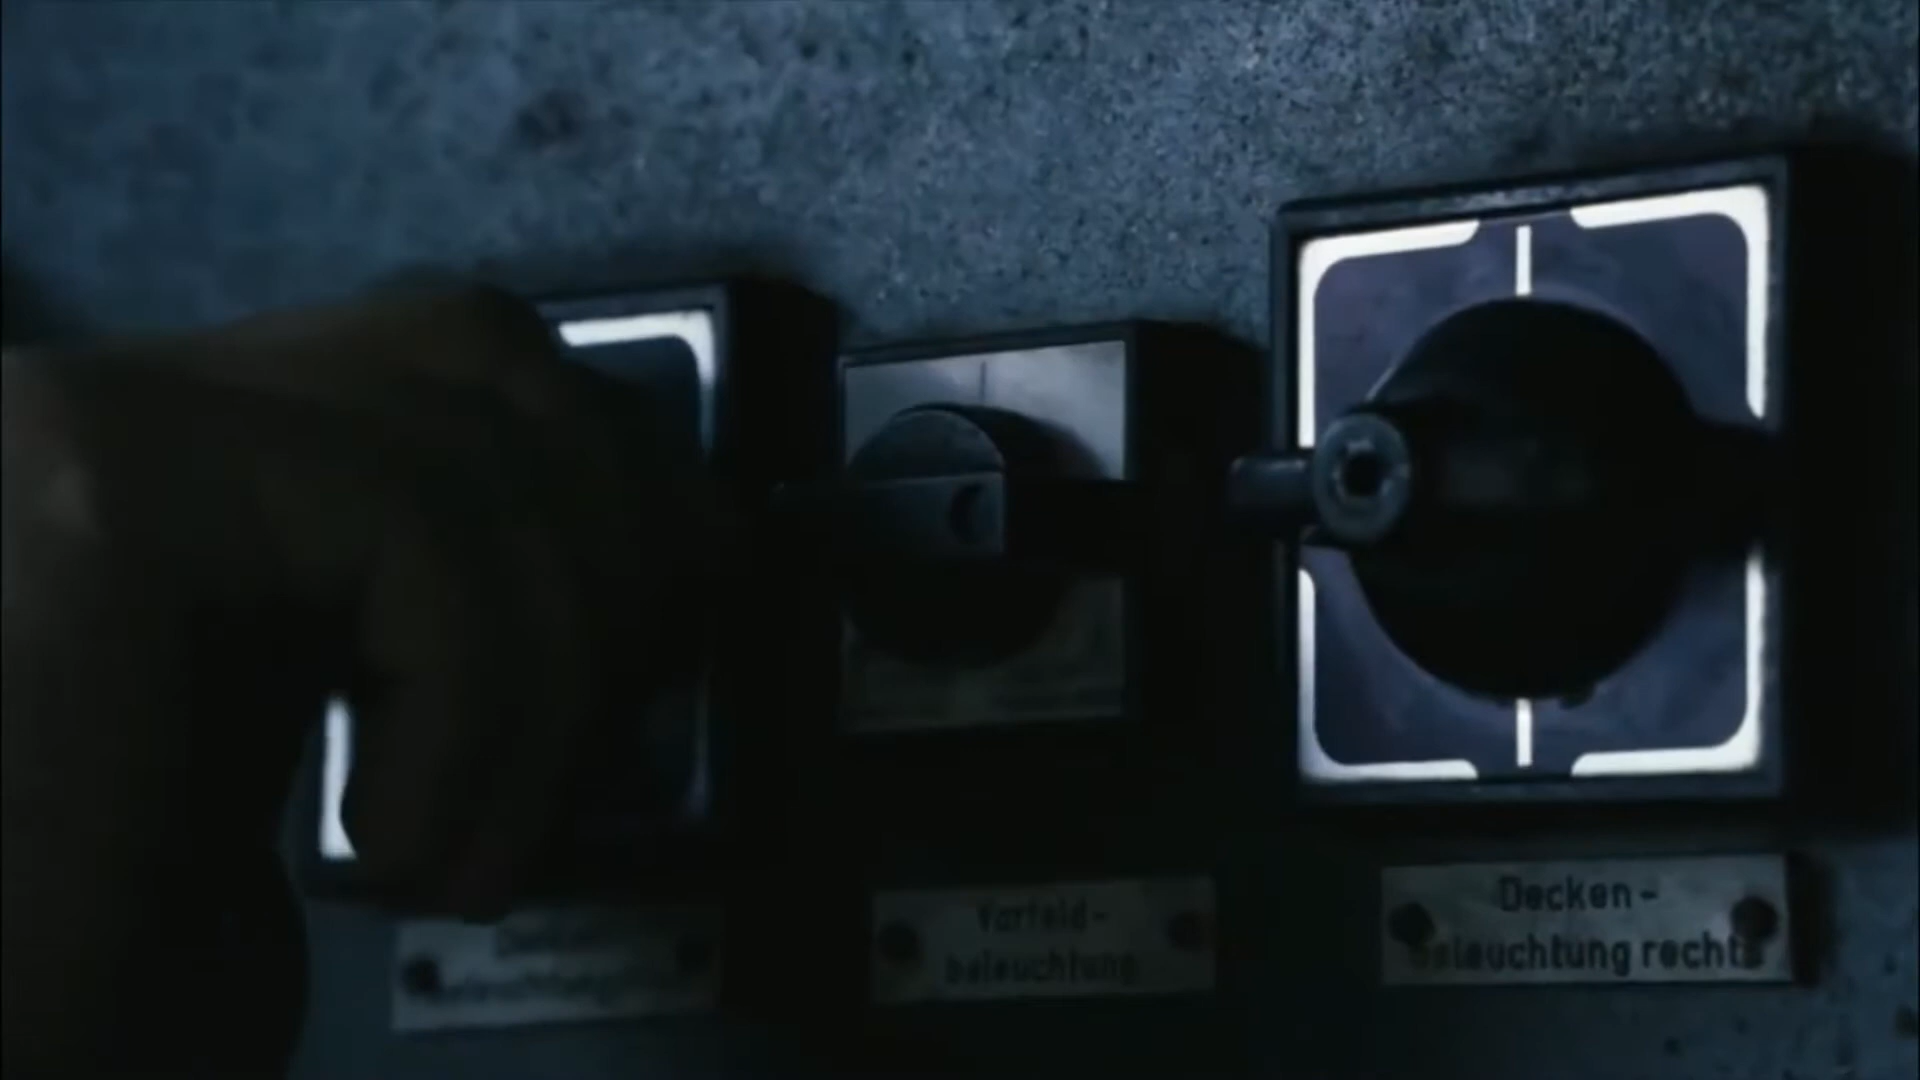 Vorfeld-
beleuchtung
Decken-
beleuchtung rechts